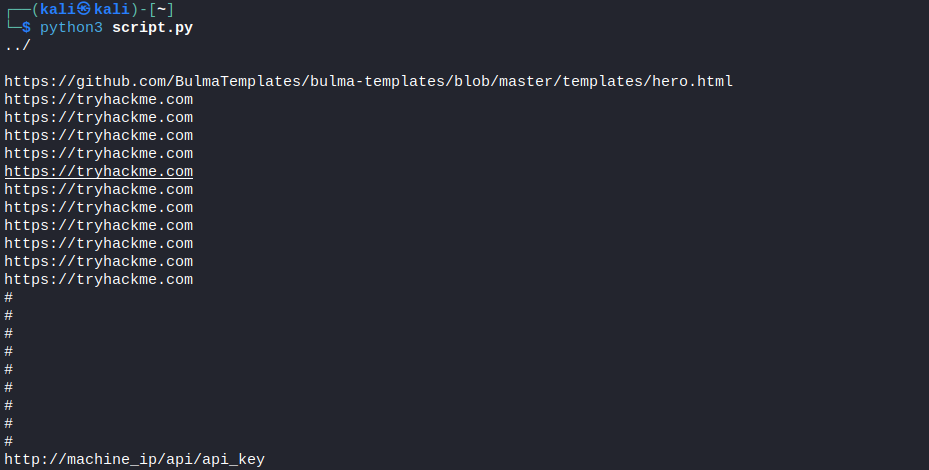 ┌──(kali㉿kali)-[~]
└─$ python3 script.py
../

https://github.com/BulmaTemplates/bulma-templates/blob/master/templates/hero.html
https://tryhackme.com
https://tryhackme.com
https://tryhackme.com
https://tryhackme.com
https://tryhackme.com
https://tryhackme.com
https://tryhackme.com
https://tryhackme.com
https://tryhackme.com
https://tryhackme.com
https://tryhackme.com
#
#
#
#
#
#
#
#
#
http://machine_ip/api/api_key